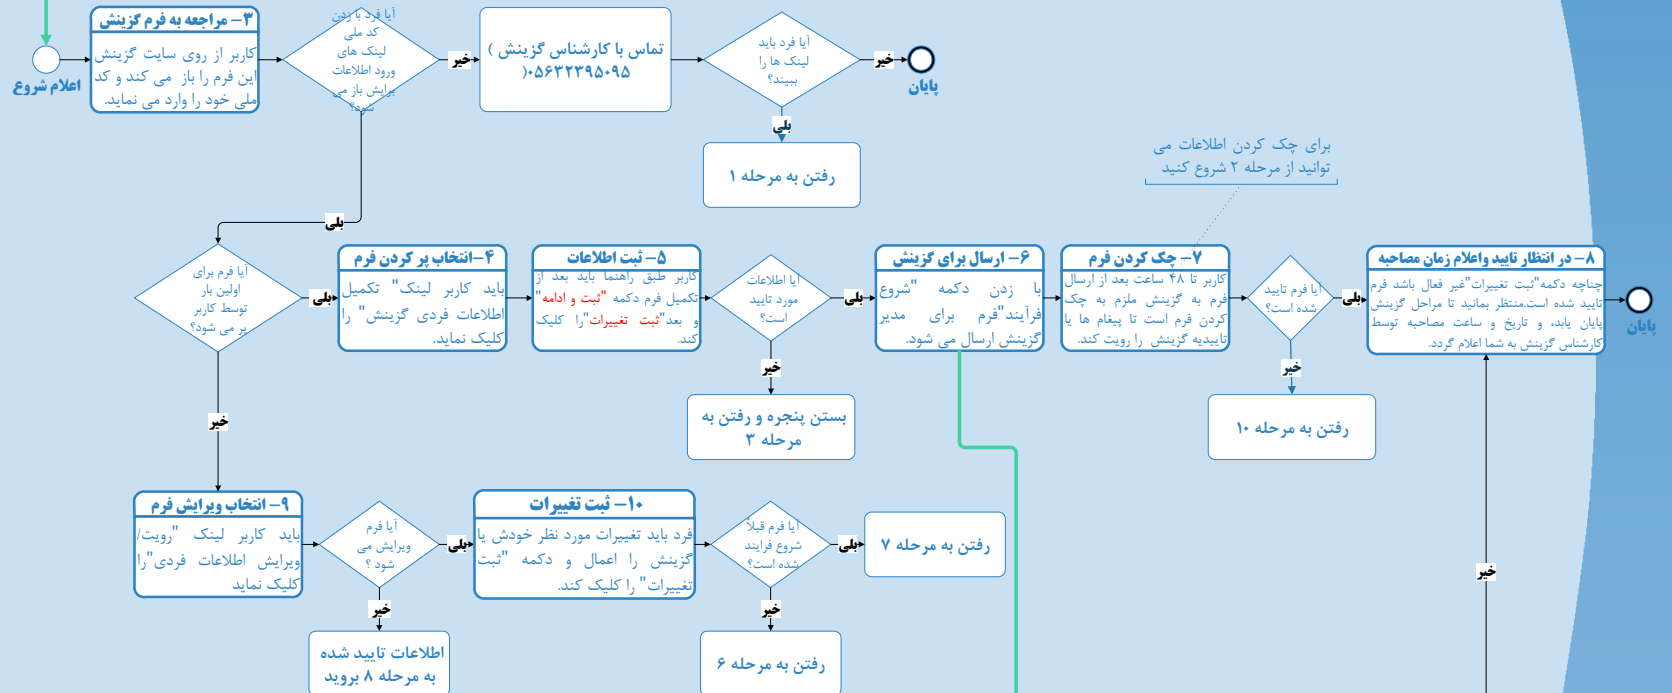 اعلام شروع
۳- مراجعه به فرم گزینش
کاربر از روی سایت گزینش
این فرم را باز می کند و کد
ملی خود را وارد می نماید.
آیا فرد با زدن
کد ملی
لینک های
ورود اطلاعات
برایش باز می
شود؟
خیر
تماس با کارشناس گزینش (
۰۵۶۳۲۳۹۵۰۹۵)
آیا فرد باید
لینک ها را
ببیند؟
خیر
پایان
بلی
رفتن به مرحله ۱
بلی
برای چک کردن اطلاعات می
توانید از مرحله ۲ شروع کنید
آیا فرم برای
اولین بار
توسط کاربر
پر می شود؟
بلی
۴-انتخاب پر کردن فرم
باید کاربر لینک" تکمیل
اطلاعات فردی گزینش" را
کلیک نماید.
۵- ثبت اطلاعات
کاربر طبق راهنما باید بعد از
تکمیل فرم دکمه "ثبت و ادامه"
و بعد"ثبت تغییرات"را کلیک
کند.
آیا اطلاعات
مورد تایید
است؟
بلی
۶- ارسال برای گزینش
با زدن دکمه "شروع
فرآیند"فرم برای مدیر
گزینش ارسال می شود.
۷- چک کردن فرم
کاربر تا ۴۸ ساعت بعد از ارسال
فرم به گزینش ملزم به چک
کردن فرم است تا پیغام ها یا
تاییدیه گزینش را رویت کند.
آیا فرم تایید
شده است؟
بلی
۸- در انتظار تایید واعلام زمان مصاحبه
چناچه دکمه"ثبت تغییرات"غیر فعال باشد فرم
تایید شده است.منتظر بمانید تا مراحل گزینش
پایان یابد، و تاریخ و ساعت مصاحبه توسط
کارشناس گزینش به شما اعلام گردد.
پایان
خیر
بستن پنجره و رفتن به
مرحله ۳
خیر
رفتن به مرحله ۱۰
خیر
۹- انتخاب ویرایش فرم
باید کاربر لینک "رویت/
ویرایش اطلاعات فردی"را
کلیک نماید
آیا فرم
ویرایش می
شود ؟
بلی
۱۰- ثبت تغییرات
فرد باید تغییرات مورد نظر خودش یا
گزینش را اعمال و دکمه "ثبت
تغییرات" را کلیک کند.
آیا فرم قبلاً
شروع فرایند
شده است؟
بلی
رفتن به مرحله ۷
خیر
خیر
اطلاعات تایید شده
به مرحله ۸ بروید
خیر
رفتن به مرحله ۶